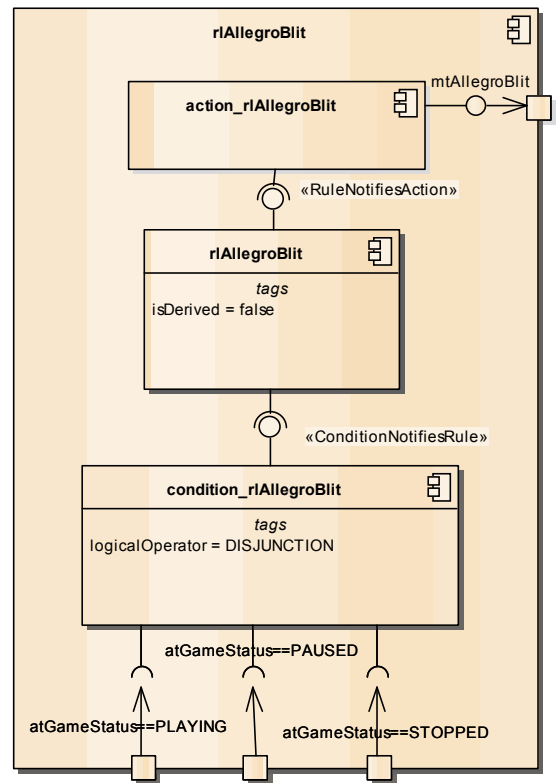 rlAllegroBlit
mtAllegroBlit
action_rlAllegroBlit
«RuleNotifiesAction»
rlAllegroBlit
tags
isDerived = false
«ConditionNotifiesRule»
condition_rlAllegroBlit
tags
logicalOperator = DISJUNCTION
atGameStatus==PAUSED
atGameStatus==PLAYING
atGameStatus==STOPPED